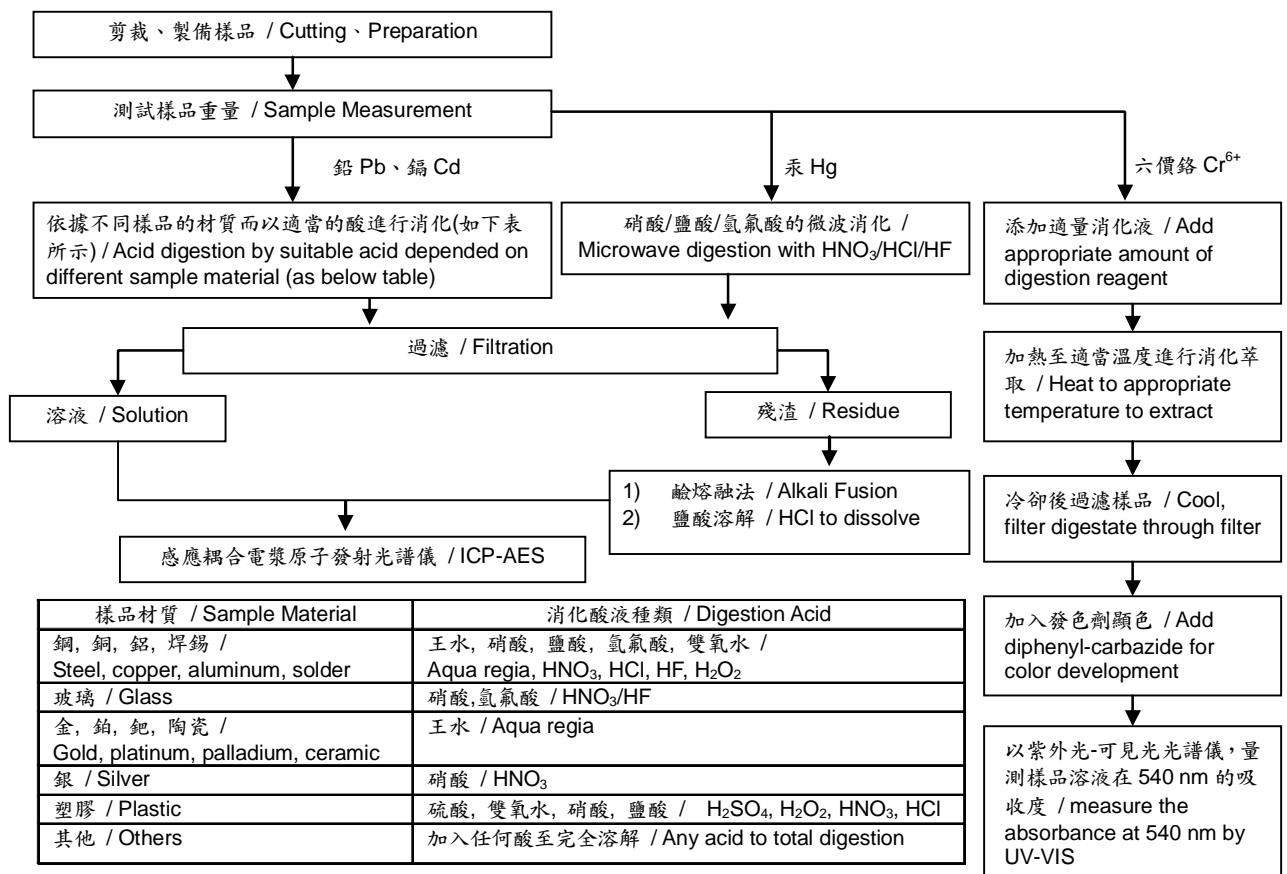 剪裁、製備樣品 / Cutting、Preparation
測試樣品重量 / Sample Measurement
鉛 Pb、鎘 Cd
汞 Hg
六價鉻 Cr⁶⁺
依據不同樣品的材質而以適當的酸進行消化(如下表
所示) / Acid digestion by suitable acid depended on
different sample material (as below table)
硝酸/鹽酸/氫氟酸的微波消化 /
Microwave digestion with HNO₃/HCl/HF
添加適量消化液 / Add
appropriate amount of
digestion reagent
過濾 / Filtration
加熱至適當溫度進行消化萃
取 / Heat to appropriate
temperature to extract
溶液 / Solution
殘渣 / Residue
1) 鹼熔融法 / Alkali Fusion
2) 鹽酸溶解 / HCl to dissolve
冷卻後過濾樣品 / Cool,
filter digestate through filter
感應耦合電漿原子發射光譜儀 / ICP-AES
加入發色劑顯色 / Add
diphenyl-carbazide for
color development
以紫外光-可見光光譜儀，量
測樣品溶液在 540 nm 的吸
收度 / measure the
absorbance at 540 nm by
UV-VIS
樣品材質 / Sample Material
消化酸液種類 / Digestion Acid
鋼, 銅, 鋁, 焊錫 /
Steel, copper, aluminum, solder
王水, 硝酸, 鹽酸, 氫氟酸, 雙氧水 /
Aqua regia, HNO₃, HCl, HF, H₂O₂
玻璃 / Glass
硝酸,氫氟酸 / HNO₃/HF
金, 鉑, 鈀, 陶瓷 /
Gold, platinum, palladium, ceramic
王水 / Aqua regia
銀 / Silver
硝酸 / HNO₃
塑膠 / Plastic
硫酸, 雙氧水, 硝酸, 鹽酸 / H₂SO₄, H₂O₂, HNO₃, HCl
其他 / Others
加入任何酸至完全溶解 / Any acid to total digestion